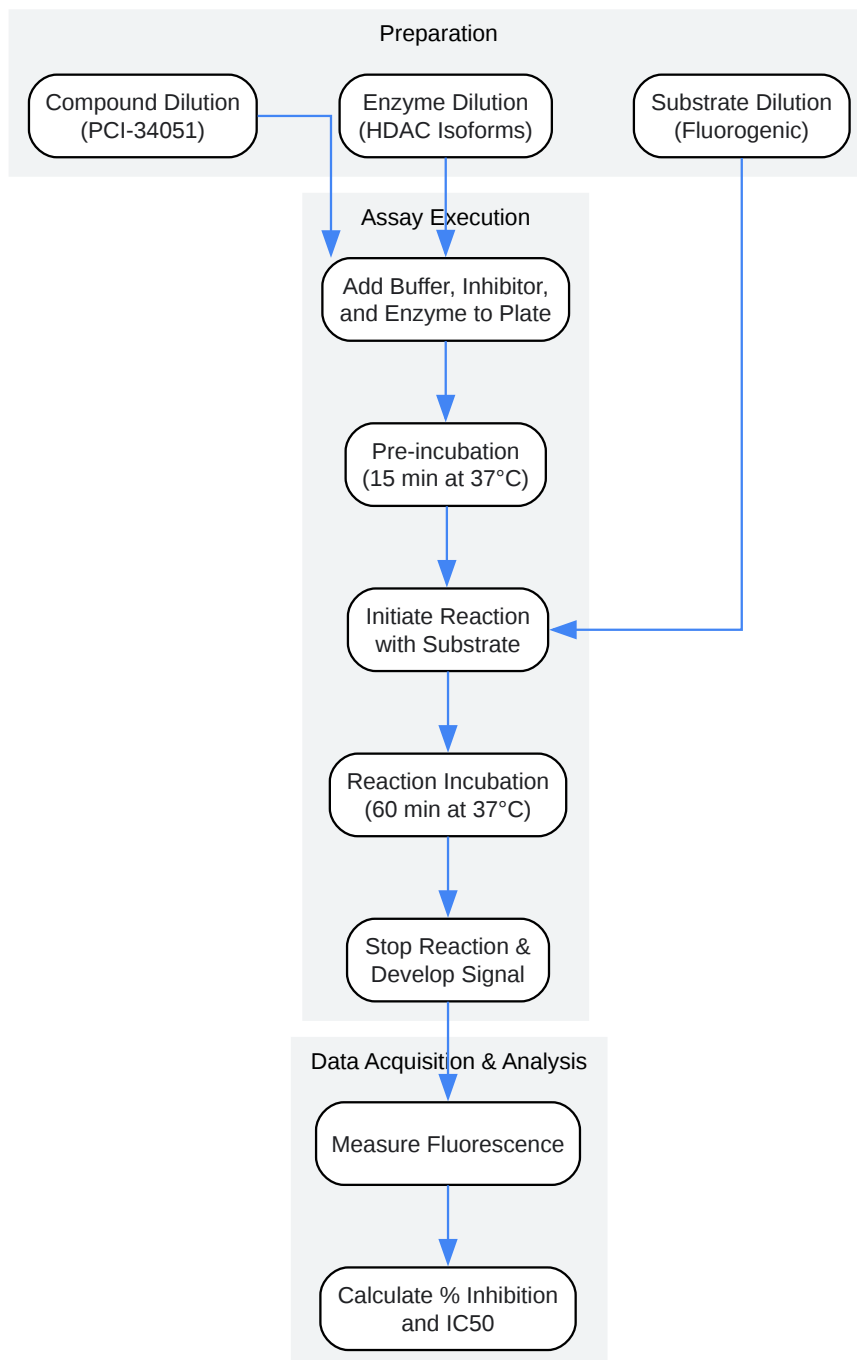 Preparation
Compound Dilution
(PCI-34051)
Enzyme Dilution
(HDAC Isoforms)
Substrate Dilution
(Fluorogenic)
Assay Execution
Add Buffer, Inhibitor,
and Enzyme to Plate
Pre-incubation
(15 min at 37°C)
Initiate Reaction
with Substrate
Reaction Incubation
(60 min at 37°C)
Stop Reaction &
Develop Signal
Data Acquisition & Analysis
Measure Fluorescence
Calculate % Inhibition
and IC50